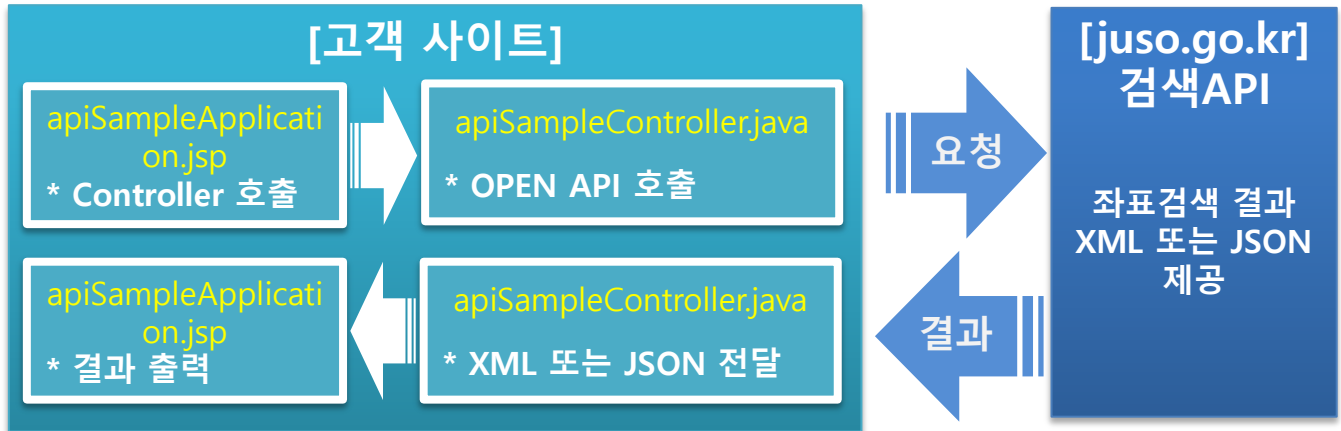 [고객 사이트]
apiSampleApplicati
on.jsp
* Controller 호출
apiSampleController.java
* OPEN API 호출
요청
[juso.go.kr]
검색API
좌표검색 결과
XML 또는 JSON
제공
apiSampleApplicati
on.jsp
* 결과 출력
apiSampleController.java
* XML 또는 JSON 전달
결과